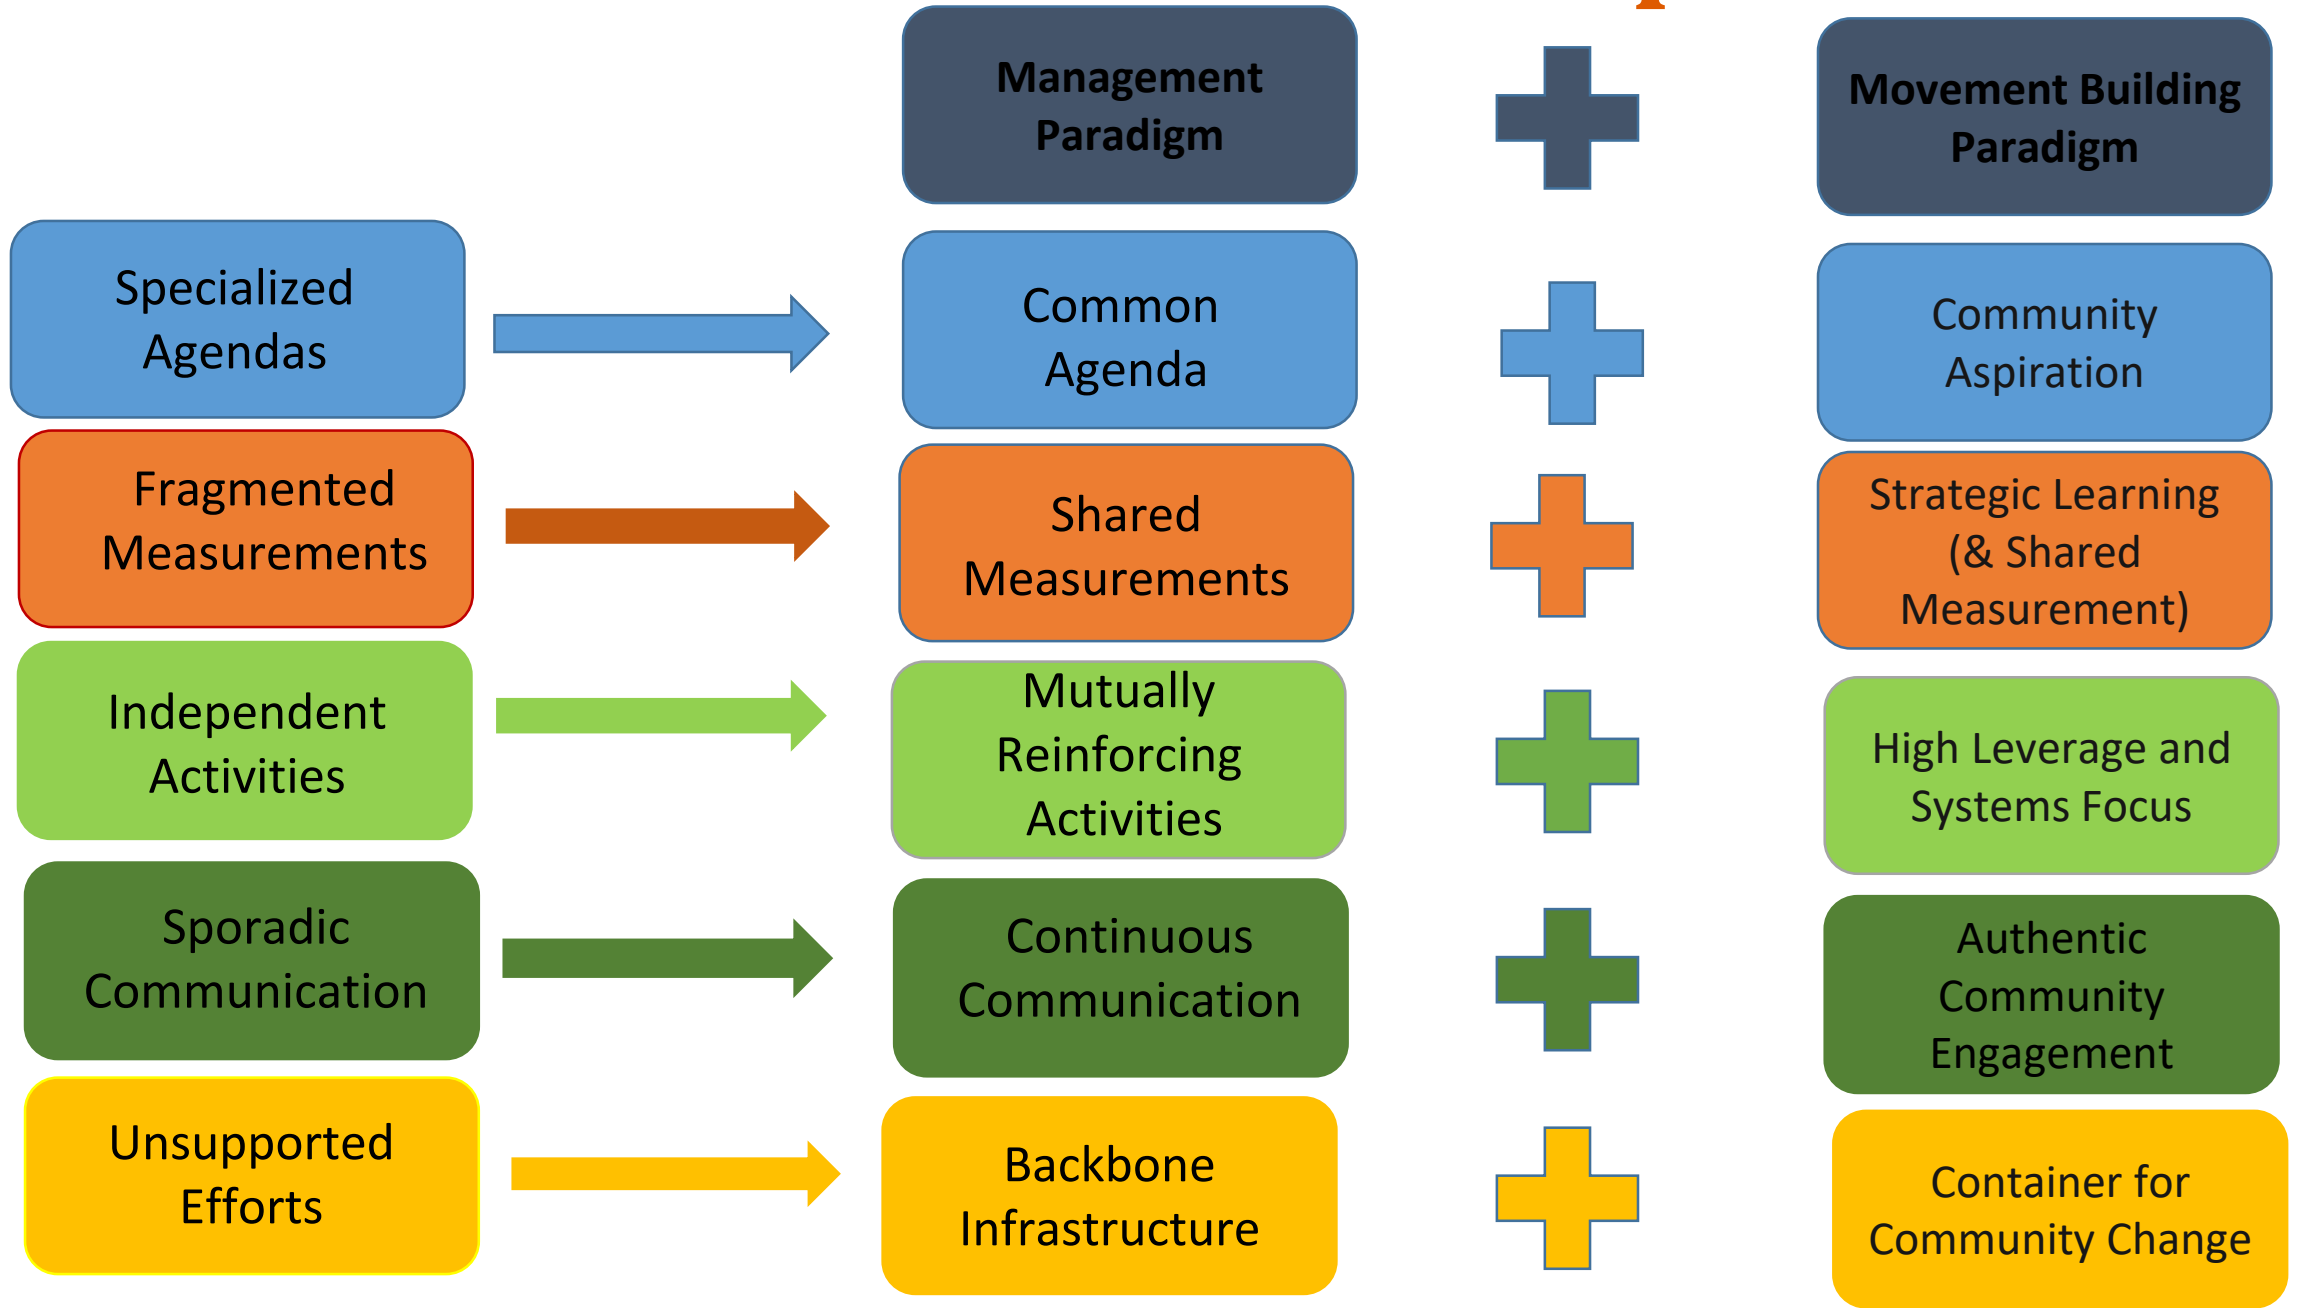 Management
Paradigm
Movement Building
Paradigm
Specialized
Agendas
Common
Agenda
Community
Aspiration
Fragmented
Measurements
Shared
Measurements
Strategic Learning
(& Shared
Measurement)
Independent
Activities
Mutually
Reinforcing
Activities
High Leverage and
Systems Focus
Sporadic
Communication
Continuous
Communication
Authentic
Community
Engagement
Unsupported
Efforts
Backbone
Infrastructure
Container for
Community Change